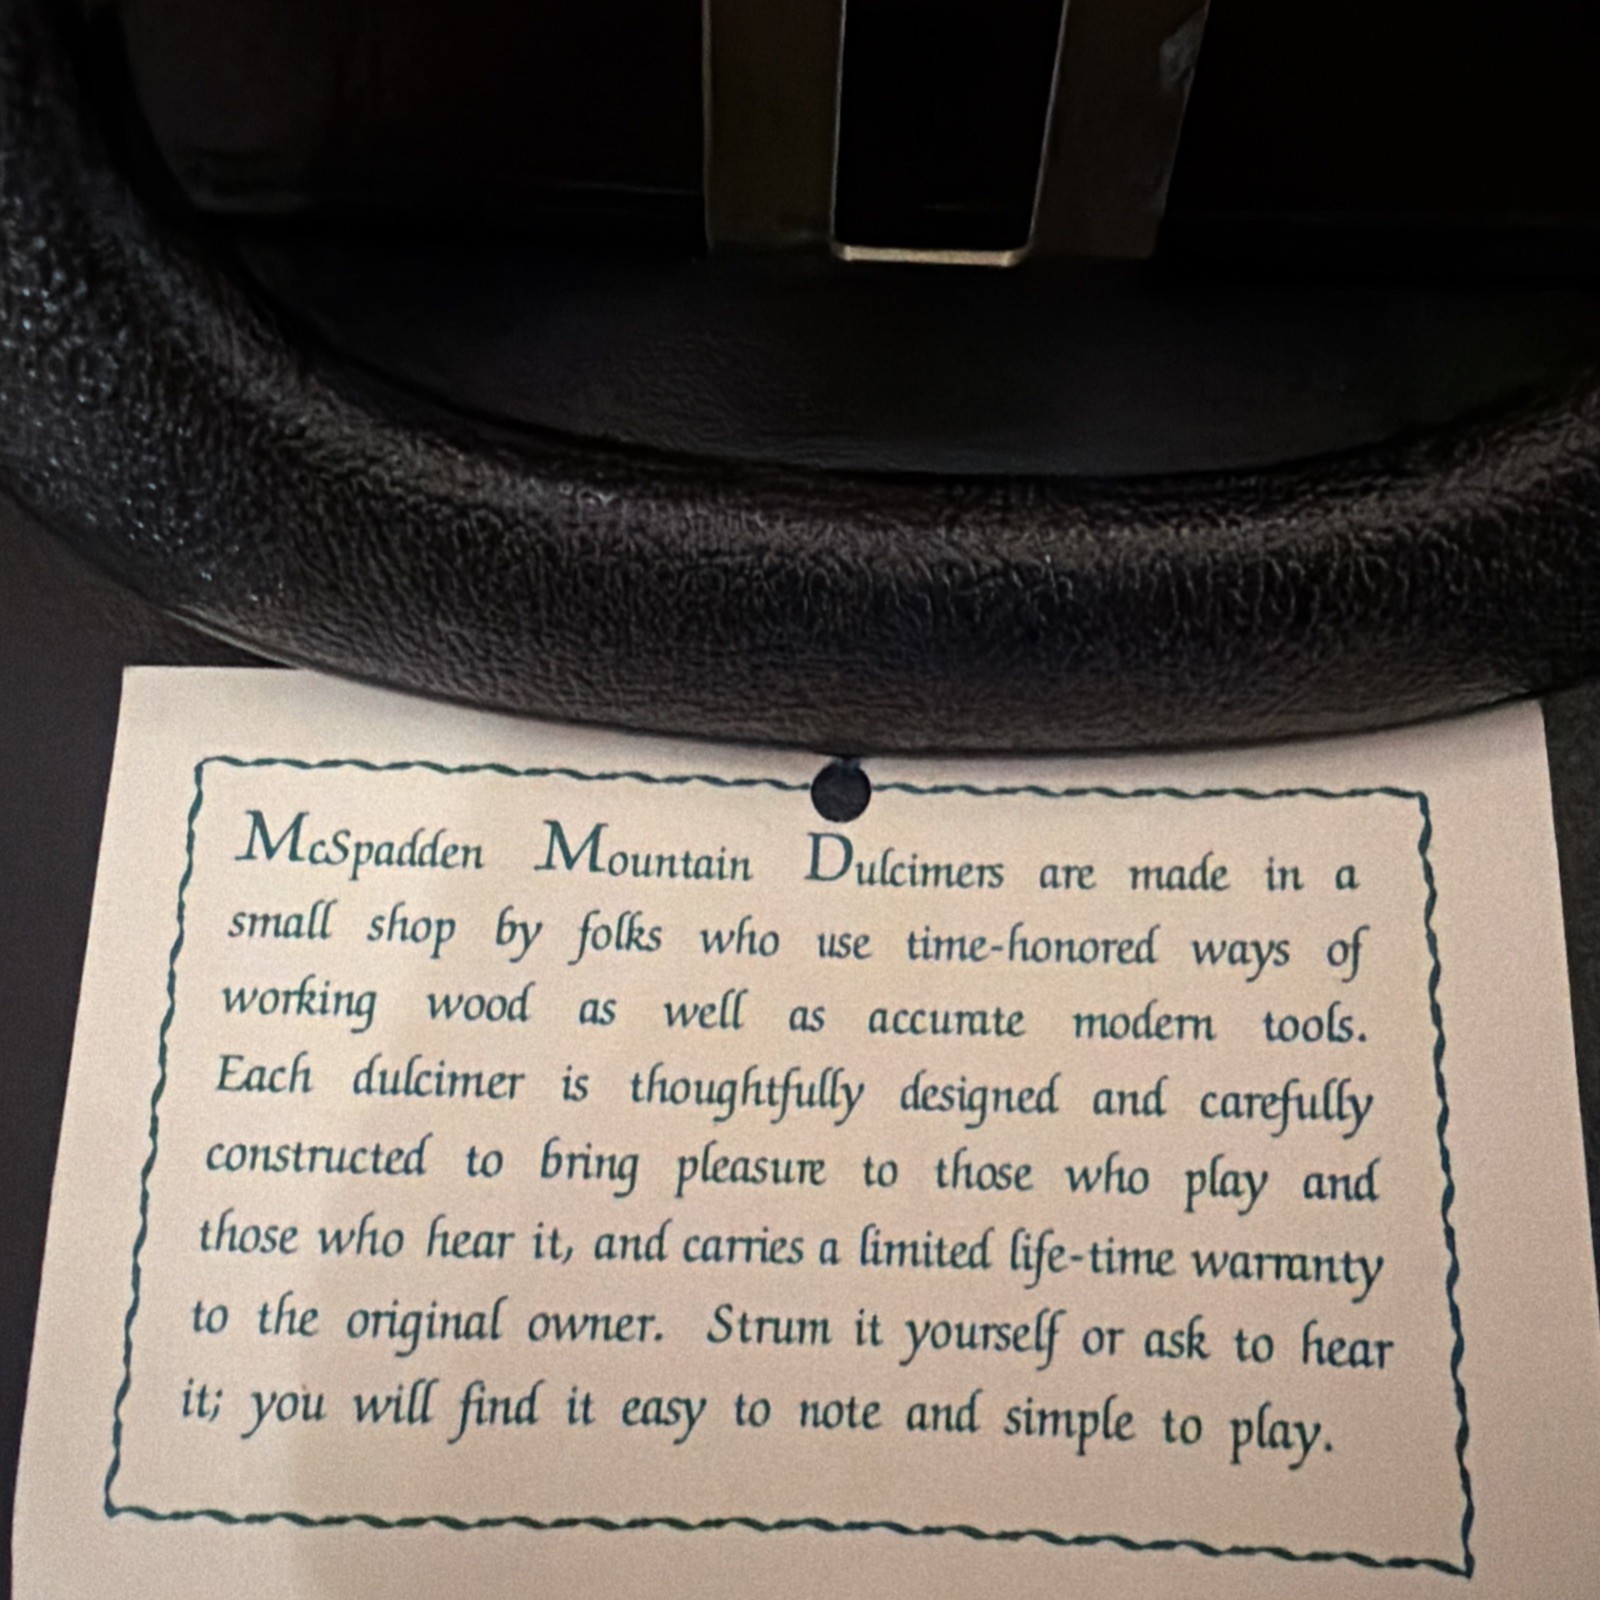 McSpadden Mountain Dulcimers are made in a
small shop by folks who use time-honored ways of
working wood as well as accurate modern tools.
Each dulcimer is thoughtfully designed and carefully
constructed to bring pleasure to those who play and
those who hear it, and carries a limited life-time warranty
to the original owner. Strum it yourself or ask to hear
it; you will find it easy to note and simple to play.